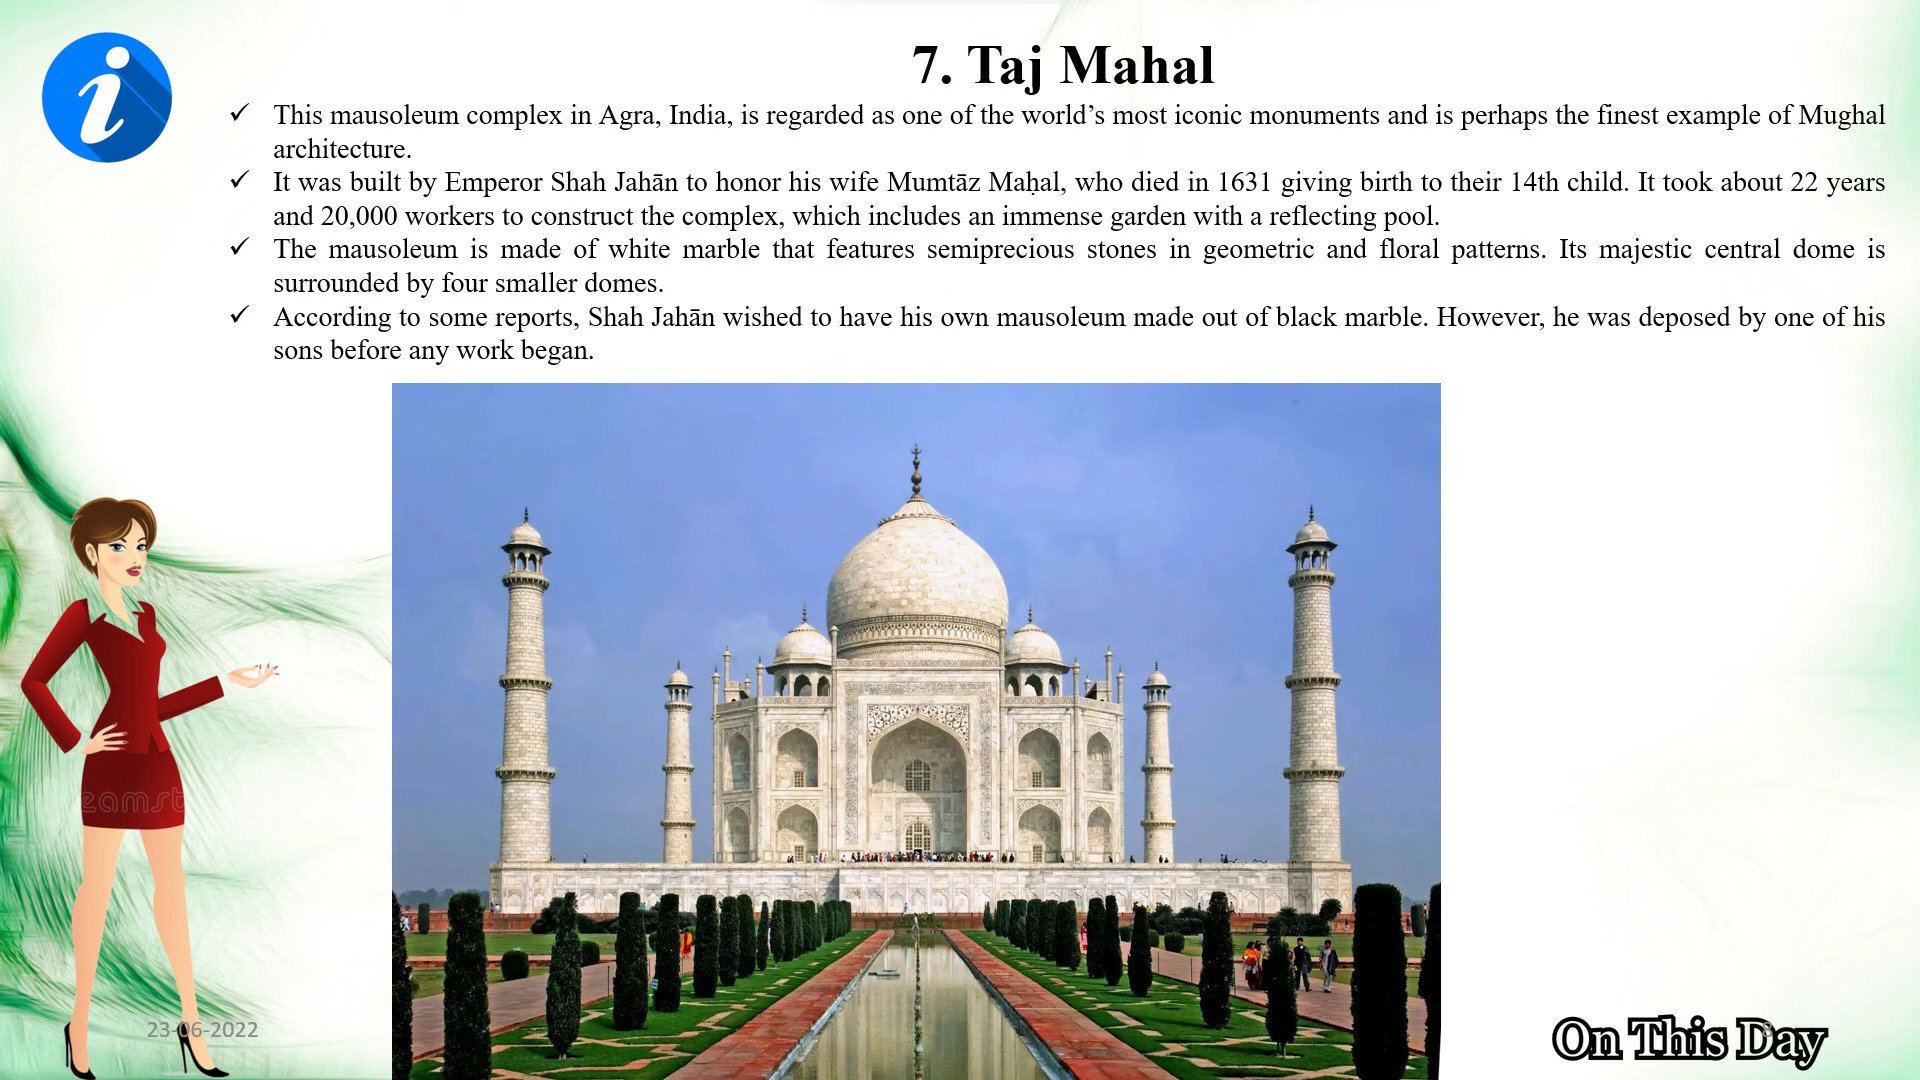 7. Taj Mahal
✓ This mausoleum complex in Agra, India, is regarded as one of the world’s most iconic monuments and is perhaps the finest example of Mughal
architecture.
✓ It was built by Emperor Shah Jahān to honor his wife Mumtāz Maḥal, who died in 1631 giving birth to their 14th child. It took about 22 years
and 20,000 workers to construct the complex, which includes an immense garden with a reflecting pool.
✓ The mausoleum is made of white marble that features semiprecious stones in geometric and floral patterns. Its majestic central dome is
surrounded by four smaller domes.
✓ According to some reports, Shah Jahān wished to have his own mausoleum made out of black marble. However, he was deposed by one of his
sons before any work began.
eamst
23-06-2022
On This Day
8